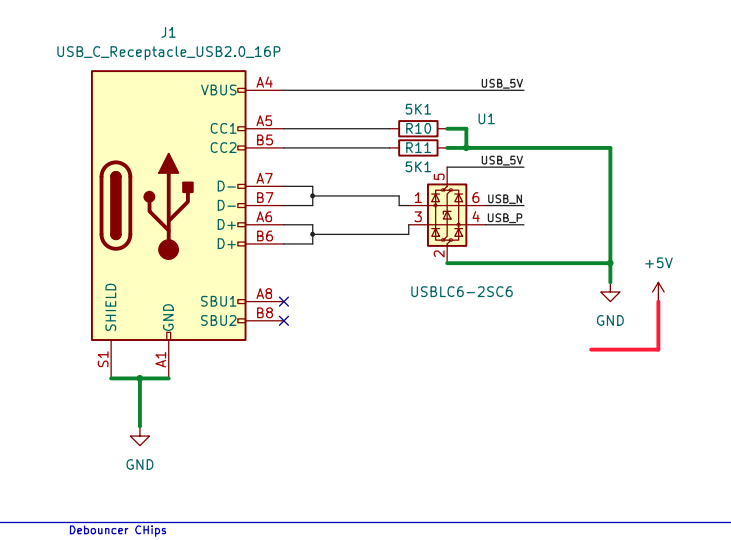 J1
USB_C_Receptacle_USB2.0_16P
VBUS
A4
USB_5V
5K1
CC1
A5
R10
U1
CC2
B5
R11
5K1
USB_5V
D-
A7
5
D-
B7
1
6
USB_N
D+
A6
3
4
USB_P
D+
B6
2
+5V
USBLC6-2SC6
SHIELD
GND
SBU1
A8
SBU2
B8
GND
S1
A1
GND
Debouncer CHips